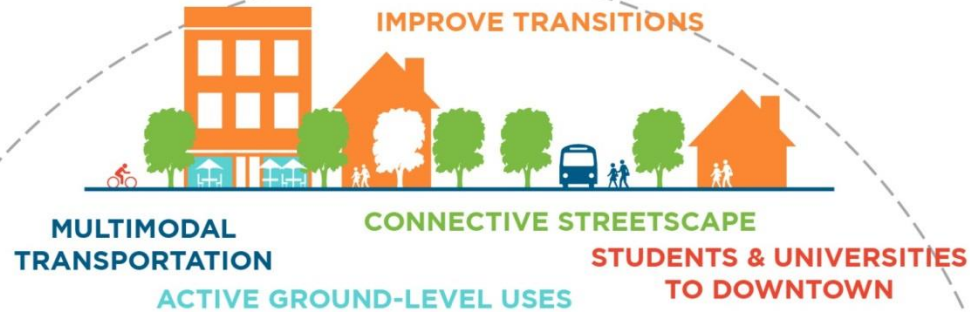 IMPROVE TRANSITIONS
MULTIMODAL
TRANSPORTATION
CONNECTIVE STREETSCAPE
STUDENTS & UNIVERSITIES
TO DOWNTOWN
ACTIVE GROUND-LEVEL USES